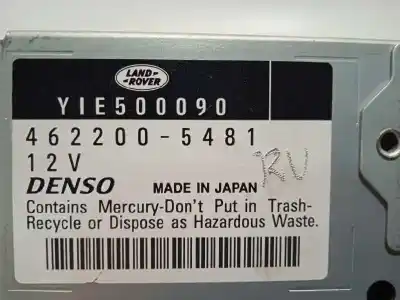 LAND
ROVER
YIE500090
462200-5481
12V
RV
DENSO MADE IN JAPAN
Contains Mercury-Don't Put in Trash-
Recycle or Dispose as Hazardous Waste.